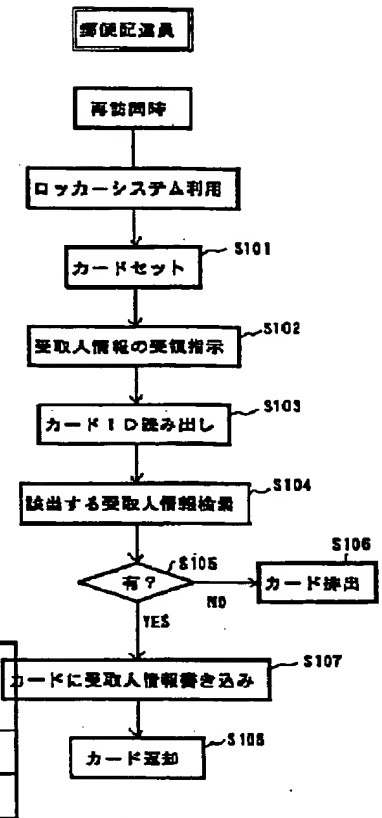 郵便配達員
再訪問時
ロッカーシステム利用
カードセット
S101
受取人情報の受領指示
S102
カードID読み出し
S103
該当する受取人情報検索
S104
有?
S105
NO
カード排出
S106
YES
カードに受取人情報書き込み
S107
カード返却
S108